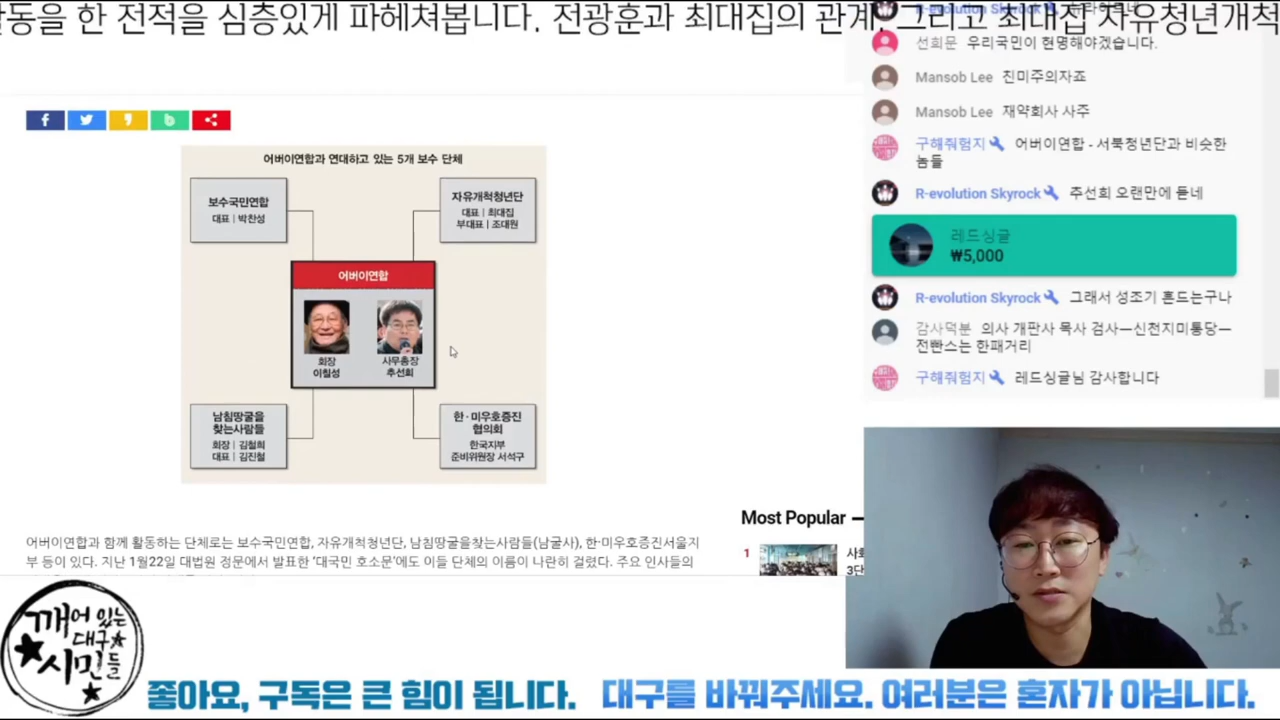 동을 한 전적을 심층있게 파헤쳐봅니다. 전광훈과 최대집의 관계, 그리고 최대집 자유청년개척
R-evolution Skyrock
선희문 우리국민이 현명해야겠습니다.
Mansob Lee 친미주의자죠
Mansob Lee 재약회사 사주
구해줘험지 어버이연합 - 서북청년단과 비슷한
놈들
R-evolution Skyrock 주선회 오랜만에 듣네
레드싱글
₩5,000
R-evolution Skyrock 그래서 성조기 흔드는구나
감사덕분 의사 개판사 목사 검사ㅡ신천지미통당ㅡ
전빤스는 한패거리
구해줘험지 레드싱글님 감사합니다
어버이연합과 연대하고 있는 5개 보수 단체
보수국민연합
대표 | 박찬성
자유개척청년단
대표 | 최대집
부대표 | 조대원
어버이연합
회장
이칠성
사무총장
추선회
남침땅굴을
찾는사람들
회장 | 김철희
대표 | 김진철
한·미우호증진
협의회
한국지부
준비위원장 서석구
Most Popular
1
사회
3단
어버이연합과 함께 활동하는 단체로는 보수국민연합, 자유개척청년단, 남침땅굴을찾는사람들(남굴사), 한·미우호증진서울지
부 등이 있다. 지난 1월22일 대법원 정문에서 발표한 '대국민 호소문'에도 이들 단체의 이름이 나란히 걸렸다. 주요 인사들의
깨어 있는
대구
시민들
좋아요, 구독은 큰 힘이 됩니다. 대구를 바꿔주세요. 여러분은 혼자가 아닙니다.